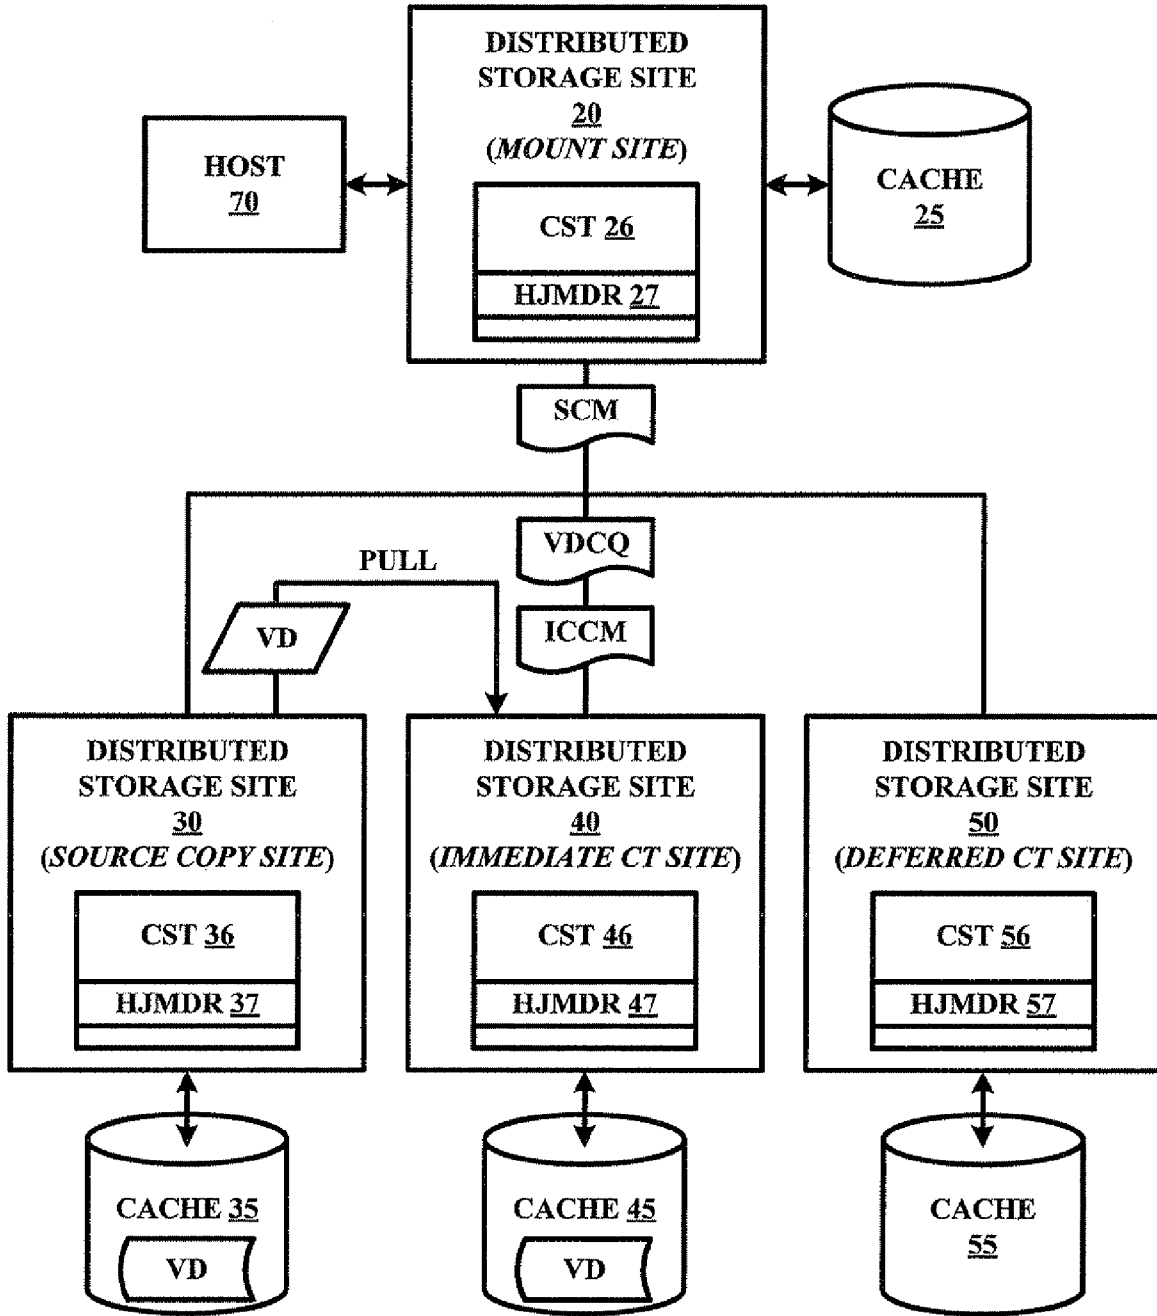 DISTRIBUTED
STORAGE SITE
20
(MOUNT SITE)
HOST
70
CACHE
25
CST 26
HJMDR 27
SCM
VDCQ
PULL
VD
ICCM
DISTRIBUTED
STORAGE SITE
30
(SOURCE COPY SITE)
CST 36
HJMDR 37
DISTRIBUTED
STORAGE SITE
40
(IMMEDIATE CT SITE)
CST 46
HJMDR 47
DISTRIBUTED
STORAGE SITE
50
(DEFERRED CT SITE)
CST 56
HJMDR 57
CACHE 35
VD
CACHE 45
VD
CACHE
55